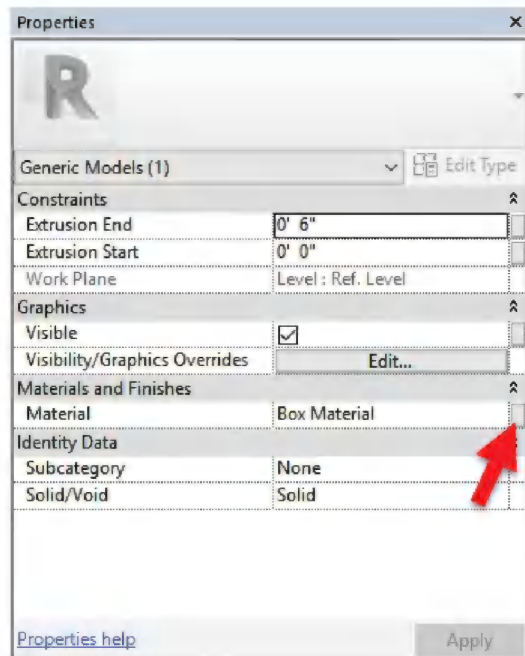 Properties
R
Generic Models (1) Edit Type
Constraints
Extrusion End 0' 6"
Extrusion Start 0' 0"
Work Plane Level : Ref. Level
Graphics
Visible
Visibility/Graphics Overrides Edit...
Materials and Finishes
Material Box Material
Identity Data
Subcategory None
Solid/Void Solid
Properties help Apply